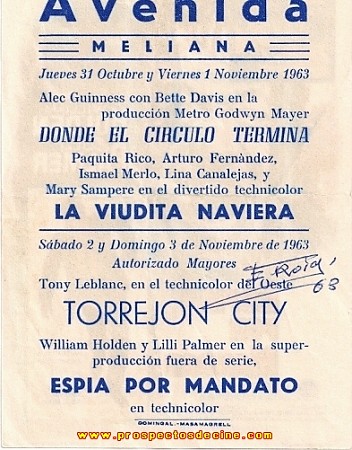 Avenida
MELIANA
Jueves 31 Octubre y Viernes 1 Noviembre 1963
Alec Guinness con Bette Davis en la
producción Metro Godwyn Mayer
DONDE EL CIRCULO TERMINA
Paquita Rico, Arturo Fernàndez,
Ismael Merlo, Lina Canalejas, y
Mary Sampere en el divertido technicolor
LA VIUDITA NAVIERA
Sábado 2 y Domingo 3 de Noviembre de 1963
Autorizado Mayores
Tony Leblanc, en el technicolor del Oeste
63
TORREJON CITY
William Holden y Lilli Palmer en la super-
producción fuera de serie,
ESPIA POR MANDATO
en technicolor
DOMINGAL.-MASAMAGRELL
www.prospectosdecine.com